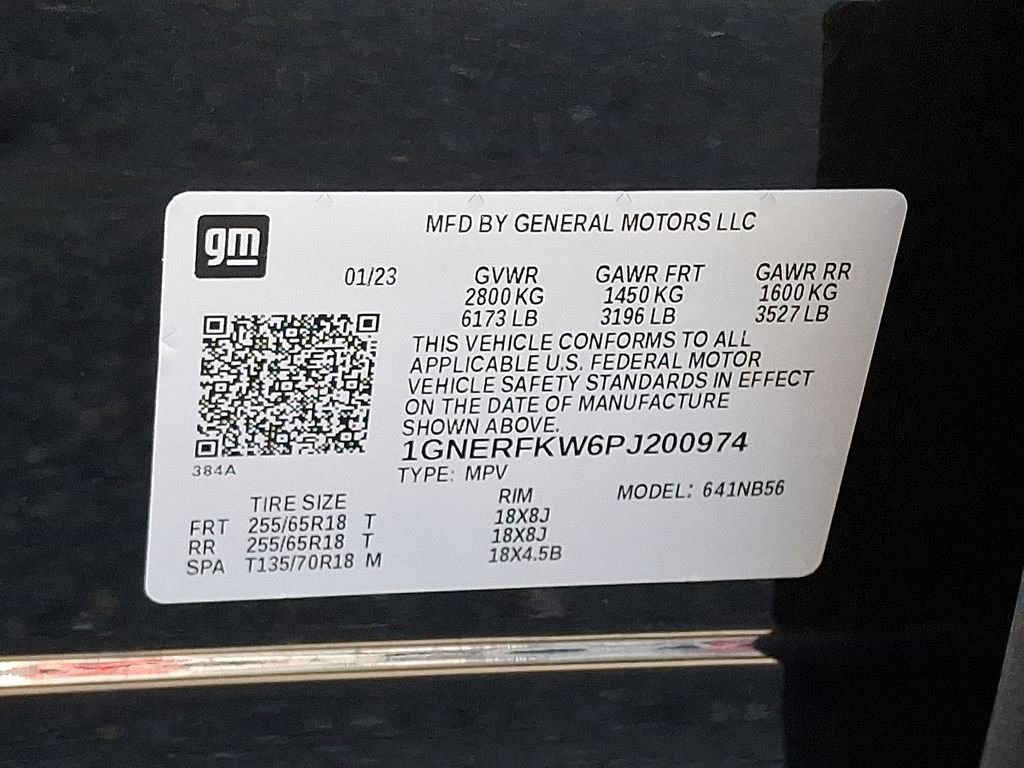 gm
MFD BY GENERAL MOTORS LLC
01/23 GVWR GAWR FRT GAWR RR
2800 KG 1450 KG 1600 KG
6173 LB 3196 LB 3527 LB
THIS VEHICLE CONFORMS TO ALL
APPLICABLE U.S. FEDERAL MOTOR
VEHICLE SAFETY STANDARDS IN EFFECT
ON THE DATE OF MANUFACTURE
SHOWN ABOVE.
1GNERFKW6PJ200974
384A
TYPE: MPV
MODEL: 641NB56
TIRE SIZE RIM
FRT 255/65R18 T 18X8J
RR 255/65R18 T 18X8J
SPA T135/70R18 M 18X4.5B